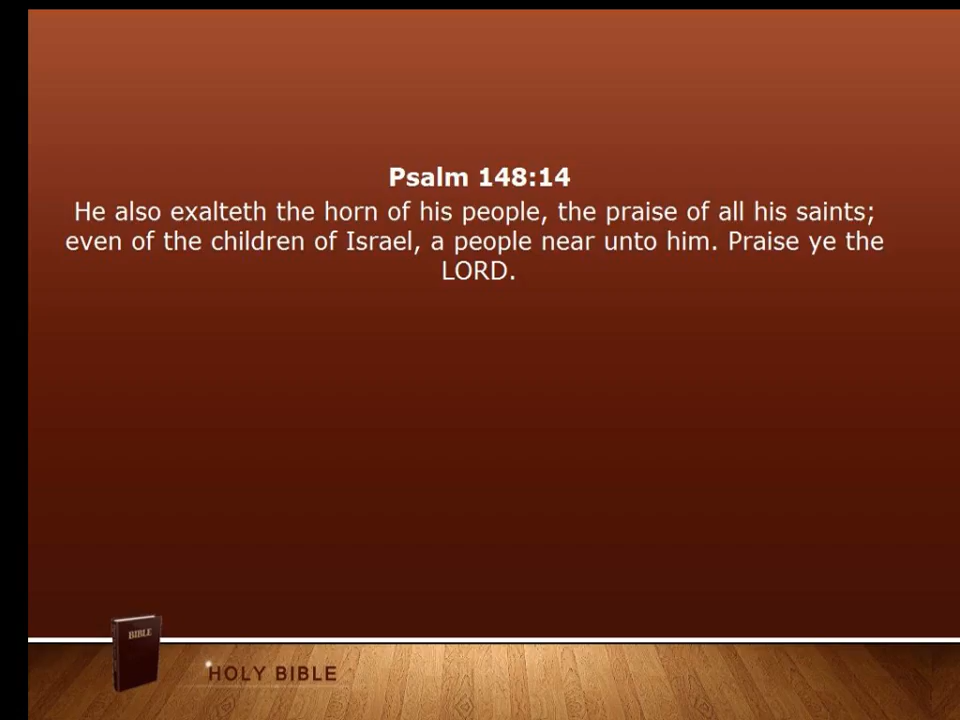 Psalm 148:14
He also exalteth the horn of his people, the praise of all his saints;
even of the children of Israel, a people near unto him. Praise ye the
LORD.
BIBLE
HOLY BIBLE